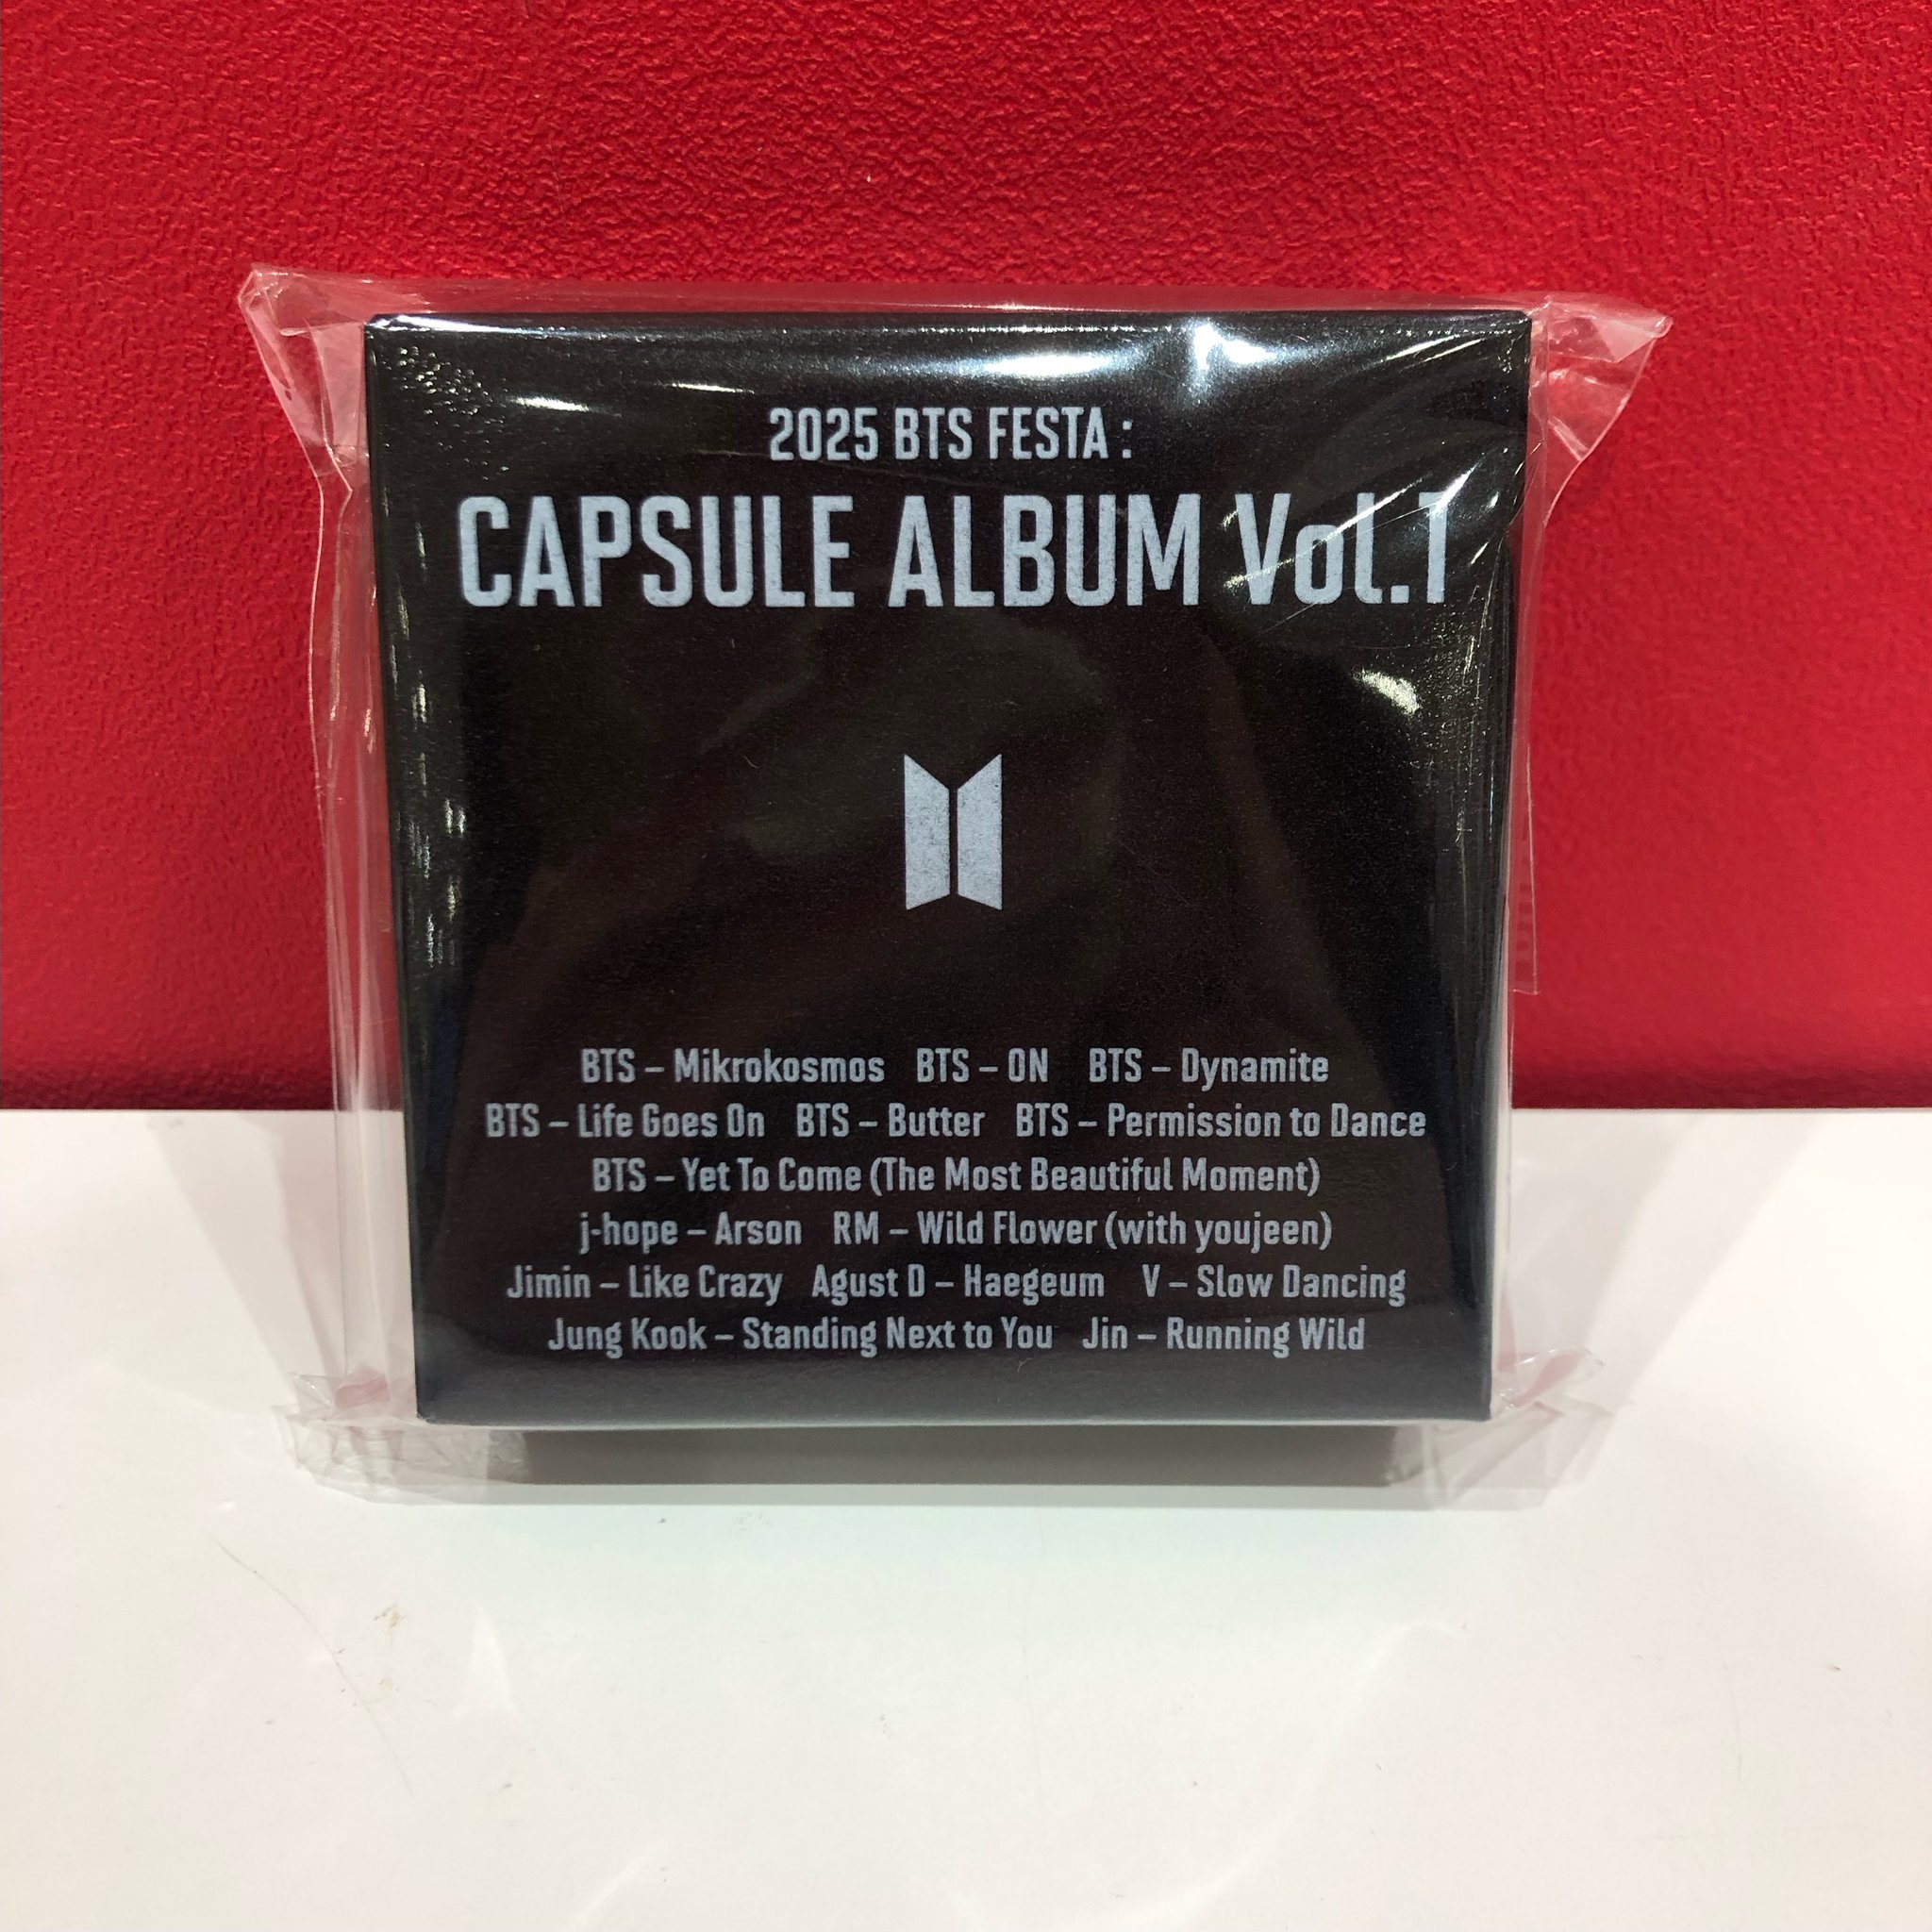 2025 BTS FESTA :
CAPSULE ALBUM Vol.1
BTS – Mikrokosmos BTS – ON BTS – Dynamite
BTS – Life Goes On BTS – Butter BTS – Permission to Dance
BTS – Yet To Come (The Most Beautiful Moment)
j-hope – Arson RM – Wild Flower (with youjeen)
Jimin – Like Crazy Agust D – Haegeum V – Slow Dancing
Jung Kook – Standing Next to You Jin – Running Wild